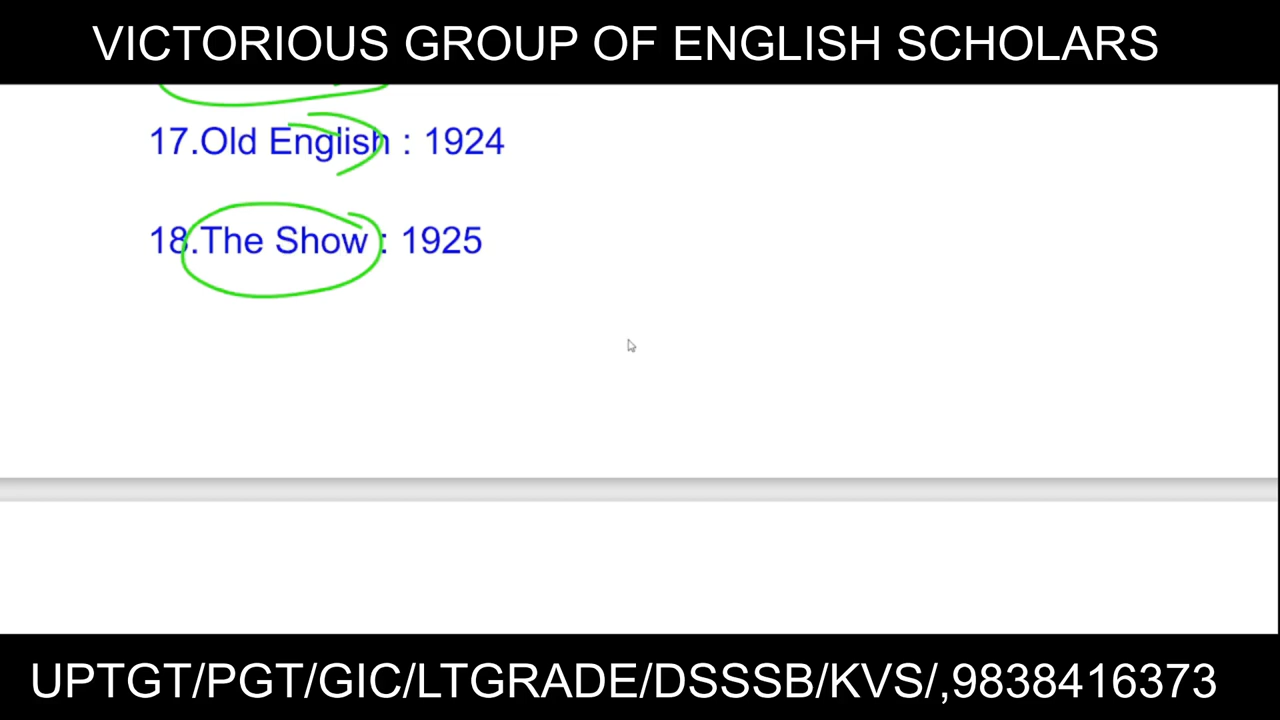 VICTORIOUS GROUP OF ENGLISH SCHOLARS
17.Old English : 1924
18.The Show : 1925
UPTGT/PGT/GIC/LTGRADE/DSSSB/KVS/,9838416373